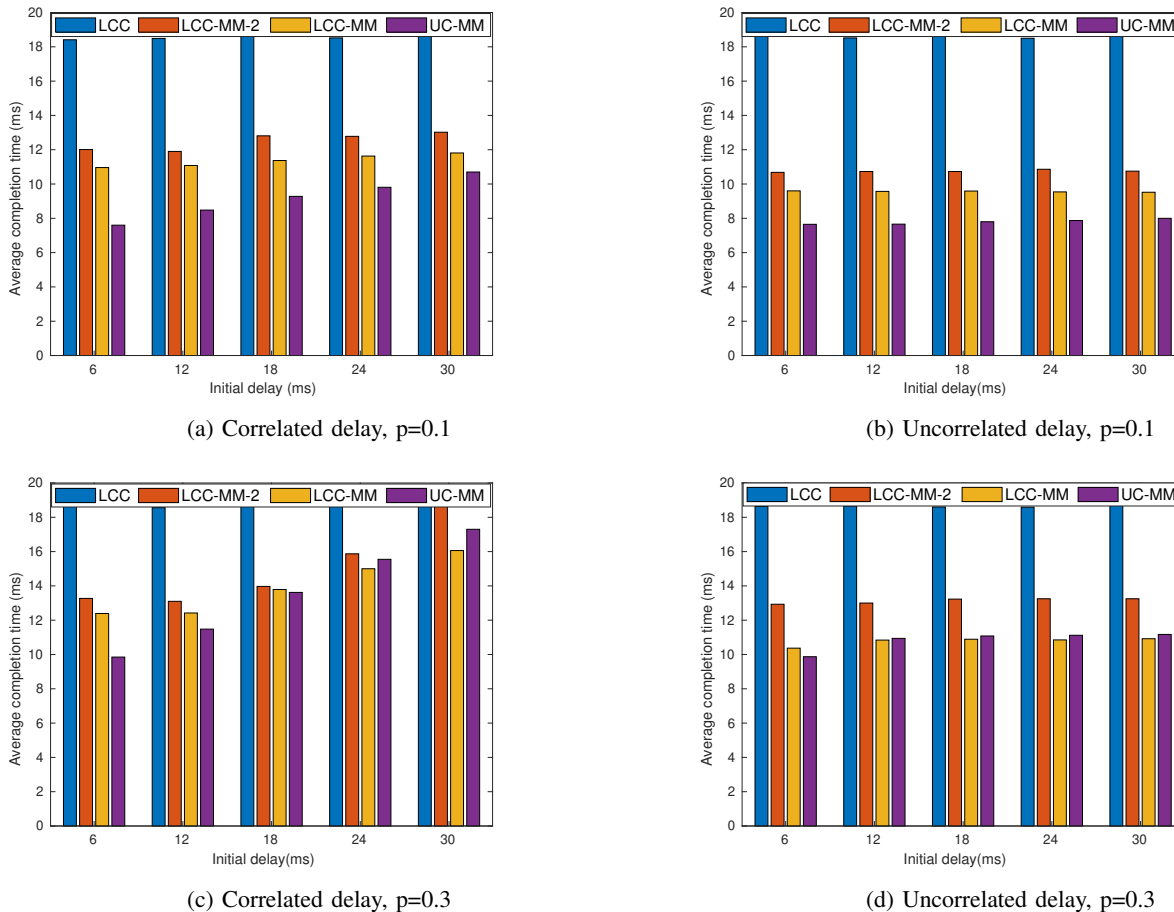 LCC LCC-MM-2 LCC-MM UC-MM
20
18
16
14
12
10
8
6
4
2
0
Average completion time (ms)
6 12 18 24 30
Initial delay (ms)
(a) Correlated delay, p=0.1
LCC LCC-MM-2 LCC-MM UC-MM
20
18
16
14
12
10
8
6
4
2
0
Average completion time (ms)
6 12 18 24 30
Initial delay(ms)
(b) Uncorrelated delay, p=0.1
LCC LCC-MM-2 LCC-MM UC-MM
20
18
16
14
12
10
8
6
4
2
0
Average completion time (ms)
6 12 18 24 30
Initial delay(ms)
(c) Correlated delay, p=0.3
LCC LCC-MM-2 LCC-MM UC-MM
20
18
16
14
12
10
8
6
4
2
0
Average completion time (ms)
6 12 18 24 30
Initial delay(ms)
(d) Uncorrelated delay, p=0.3